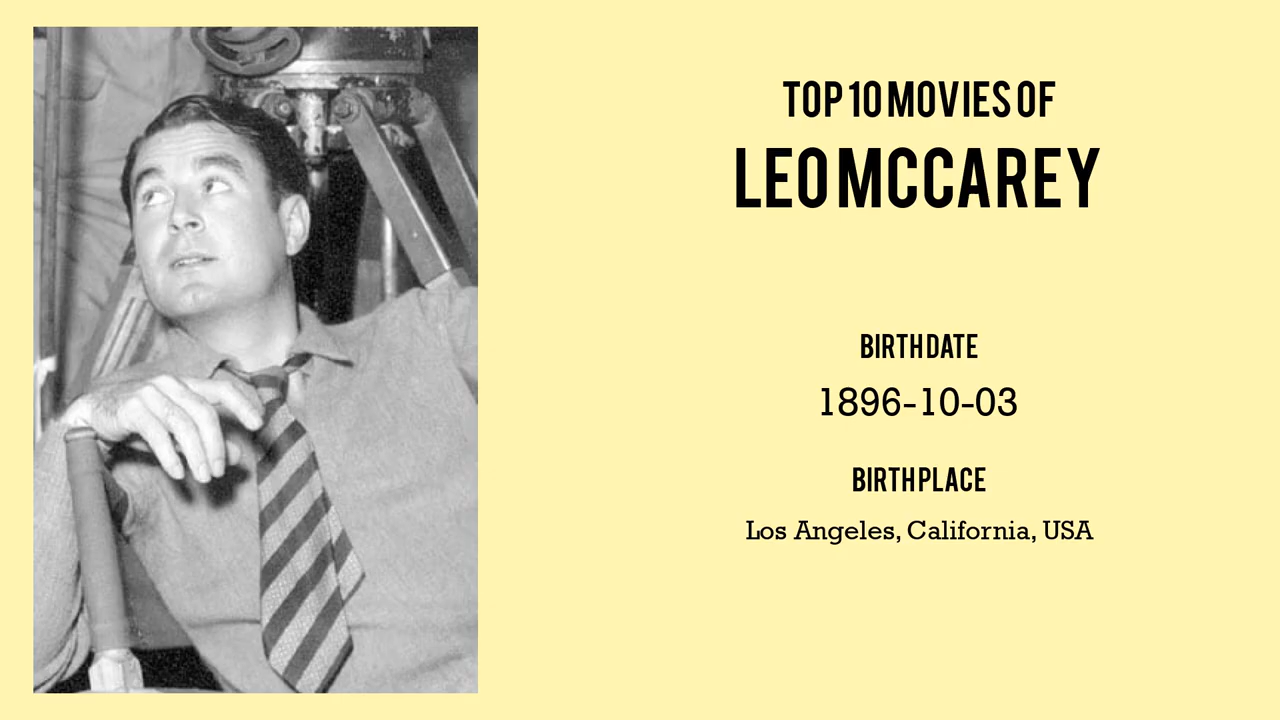 TOP 10 MOVIES OF
LEO MCCAREY
BIRTHDATE
1896-10-03
BIRTHPLACE
Los Angeles, California, USA